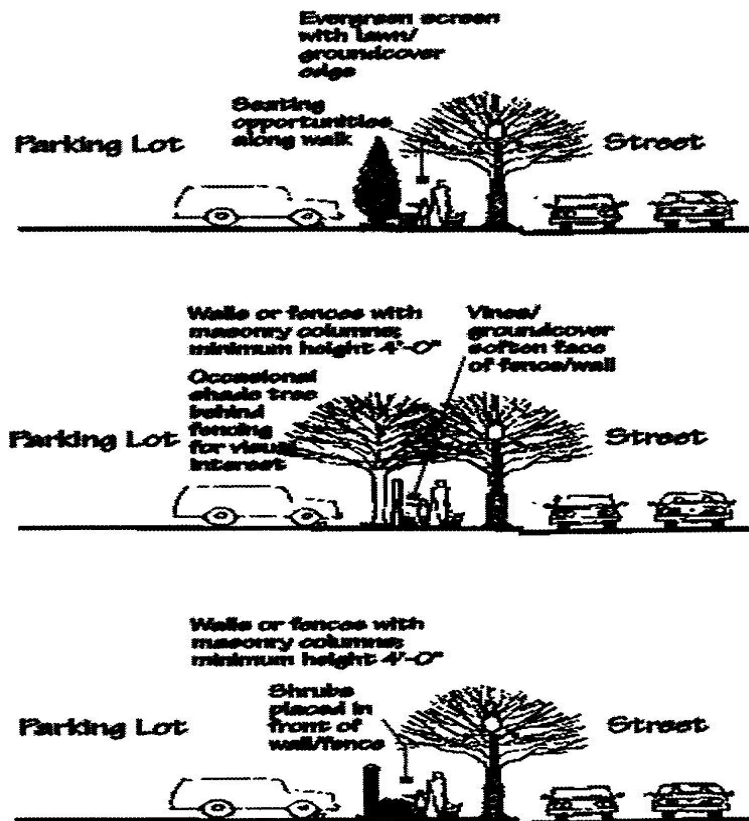 Evergreen screen
with lawn/
groundcover
edge
Seating
opportunities
along walk
Parking Lot
Street
Walls or fences with
masonry columns;
minimum height 4'-0"
Vines/
groundcover
soften face
of fence/wall
Occasional
shade tree
behind
fencing
for visual
interest
Parking Lot
Street
Walls or fences with
masonry columns;
minimum height 4'-0"
Shrubs
placed in
front of
wall/fence
Parking Lot
Street